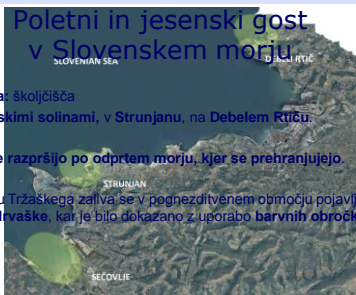 Poletni in jesenski gost
v Slovenskem morju
SLOVENIAN SEA
DEBELI RTIČ
a: školjčišča
skimi solinami, v Strunjanu, na Debelem Rtiču.
e razpršijo po odprtem morju, kjer se prehranjujejo.
STRUNJAN
u Tržaškega zaliva se v pognezditvenem območju pojavlj
Hrvaške, kar je bilo dokazano z uporabo barvnih obročk
SEČOVLJE